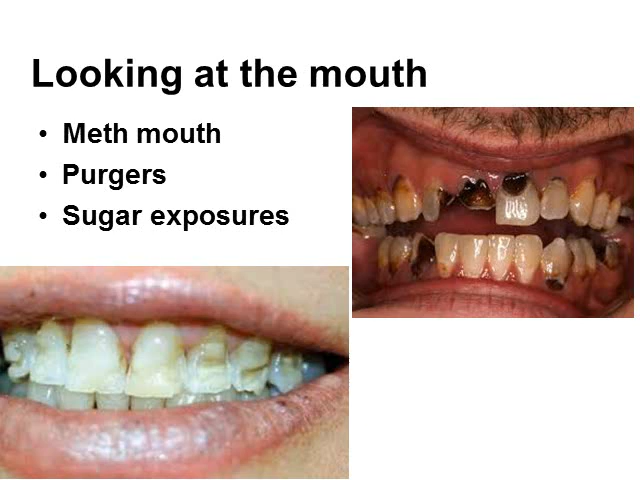 Looking at the mouth
• Meth mouth
• Purgers
• Sugar exposures